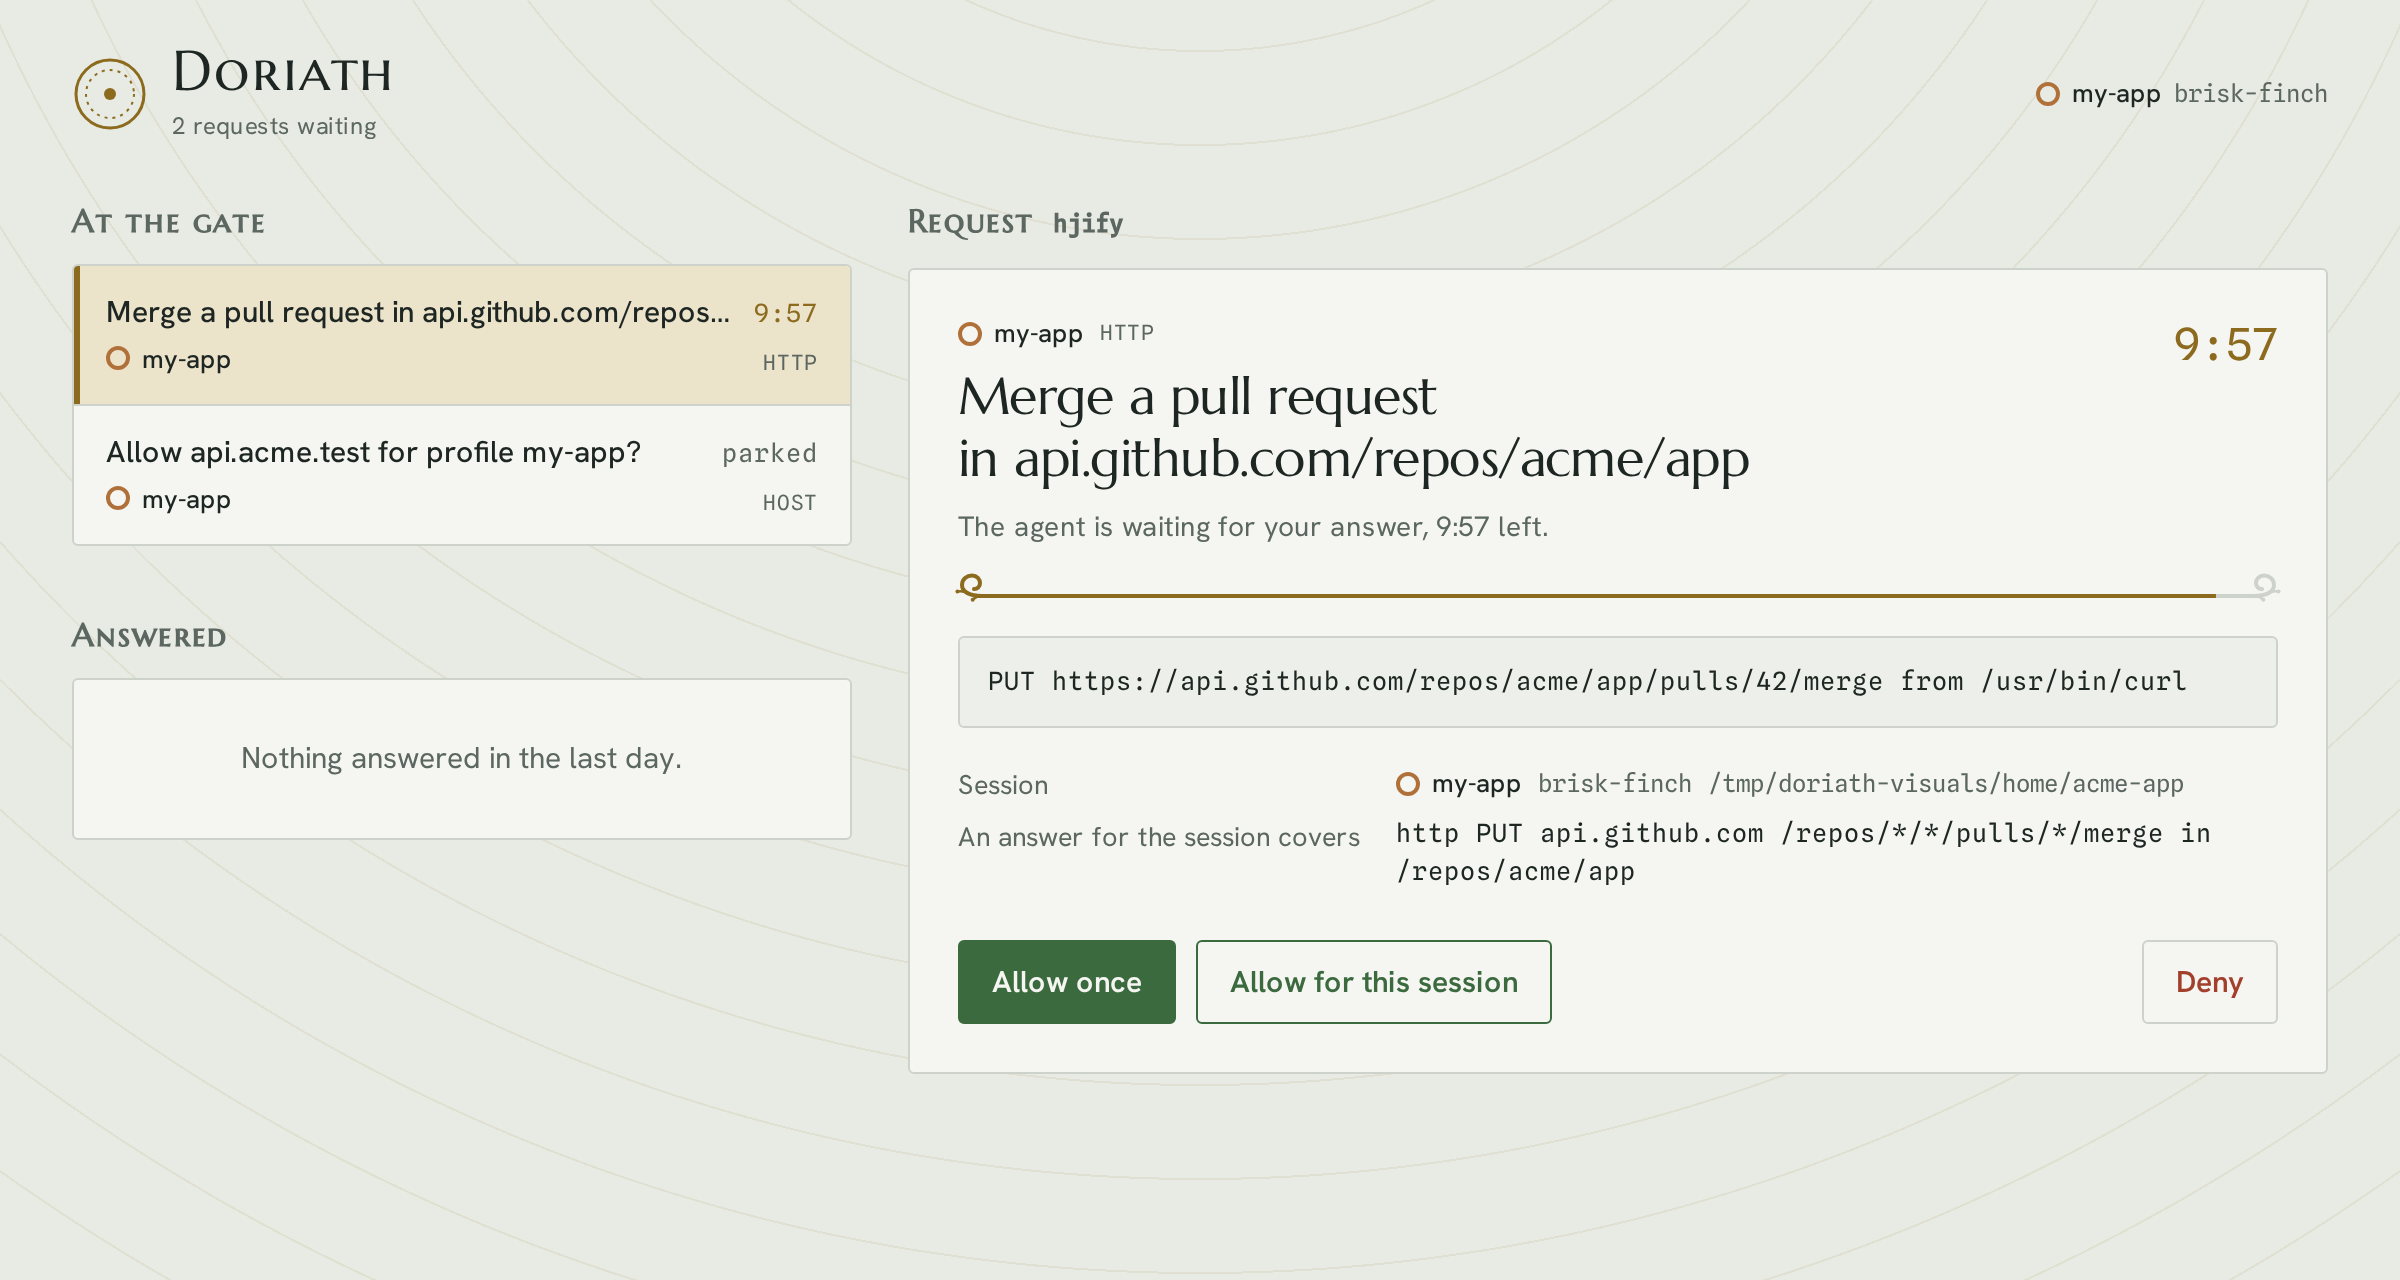 Doriath
2 requests waiting
my-app brisk-finch
At the gate
Merge a pull request in api.github.com/repos… 9:57
my-app HTTP
Allow api.acme.test for profile my-app? parked
my-app HOST
Answered
Nothing answered in the last day.
Request hjify
my-app HTTP
9:57
Merge a pull request
in api.github.com/repos/acme/app
The agent is waiting for your answer, 9:57 left.
PUT https://api.github.com/repos/acme/app/pulls/42/merge from /usr/bin/curl
Session my-app brisk-finch /tmp/doriath-visuals/home/acme-app
An answer for the session covers http PUT api.github.com /repos/*/*/pulls/*/merge in
/repos/acme/app
Allow once Allow for this session Deny